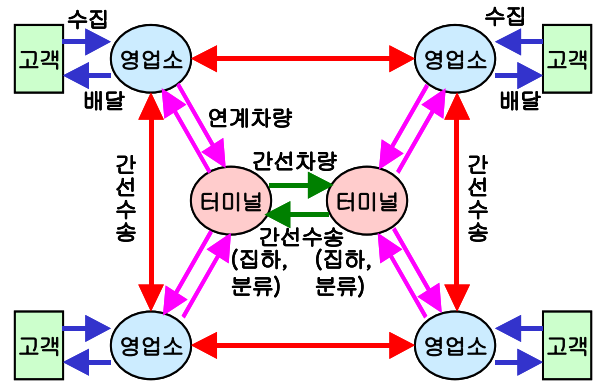 수집
수집
고객
영업소
영업소
고객
배달
배달
연계차량
간선차량
간선수송
간선수송
터미널
터미널
간선수송
(집하,
(집하,
분류)
분류)
고객
영업소
영업소
고객